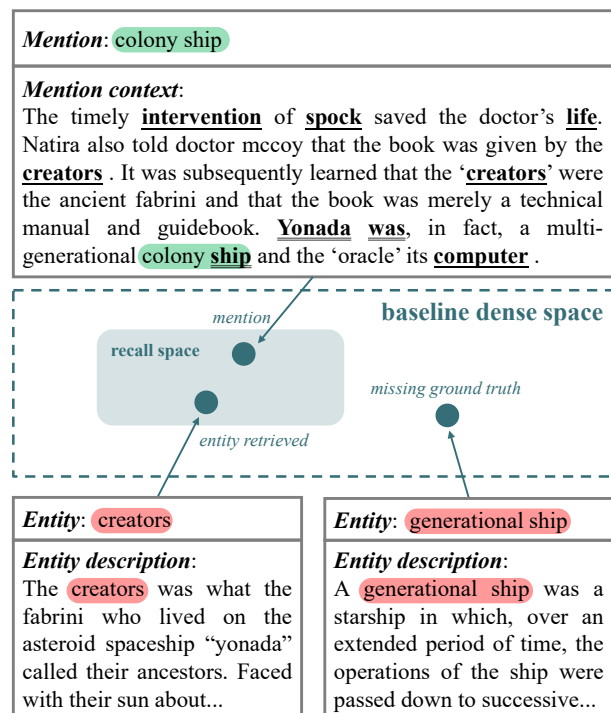 Mention: colony ship
Mention context:
The timely intervention of spock saved the doctor's life.
Natira also told doctor mccoy that the book was given by the
creators . It was subsequently learned that the 'creators' were
the ancient fabrini and that the book was merely a technical
manual and guidebook. Yonada was, in fact, a multi-
generational colony ship and the 'oracle' its computer .
baseline dense space
mention
recall space
missing ground truth
entity retrieved
Entity: creators
Entity description:
The creators was what the
fabrini who lived on the
asteroid spaceship “yonada”
called their ancestors. Faced
with their sun about...
Entity: generational ship
Entity description:
A generational ship was a
starship in which, over an
extended period of time, the
operations of the ship were
passed down to successive...